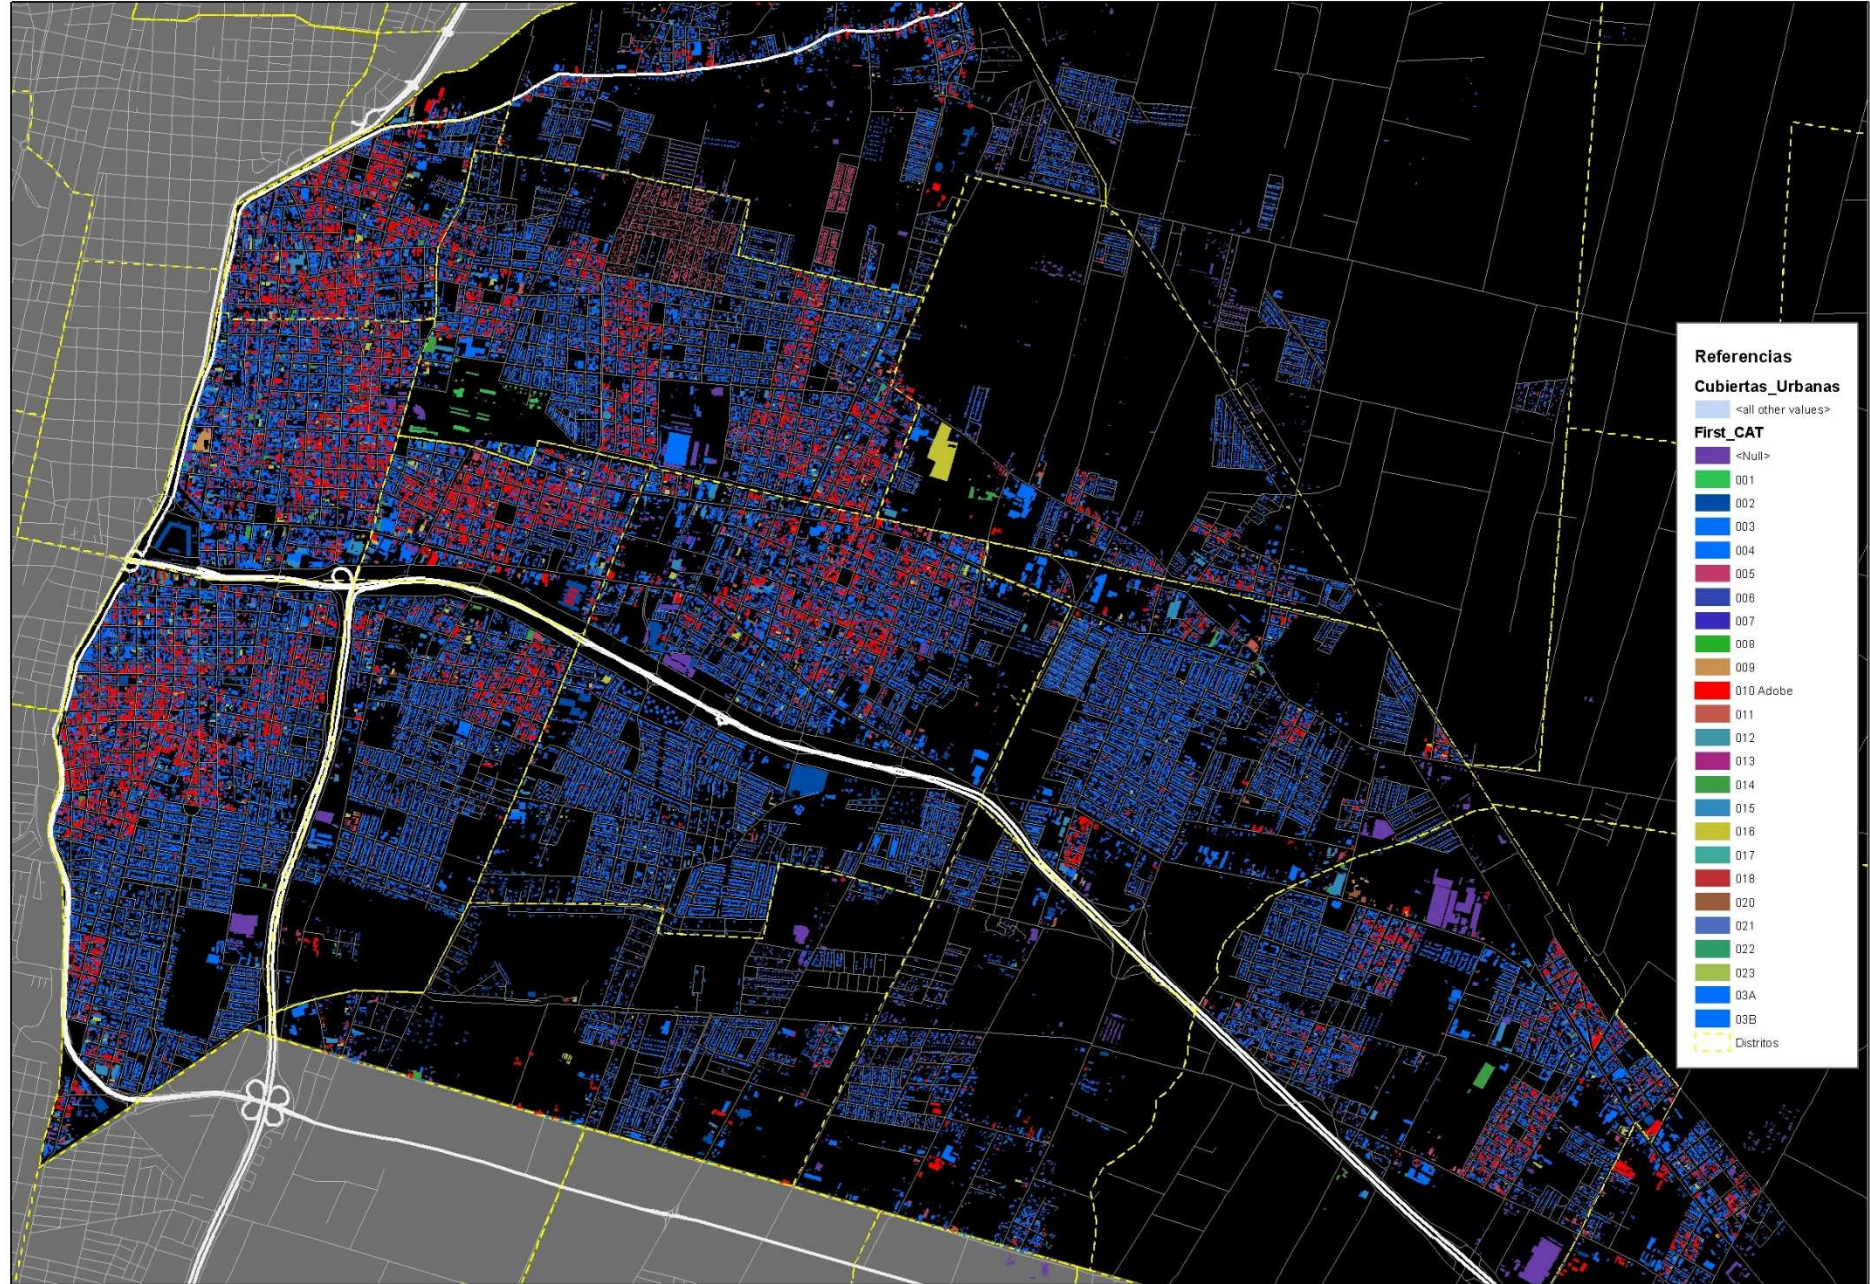 Referencias
Cubiertas_Urbanas
<all other values>
First_CAT
<Null>
001
002
003
004
005
006
007
008
009
010 Adobe
011
012
013
014
015
016
017
018
020
021
022
023
03A
03B
Distritos